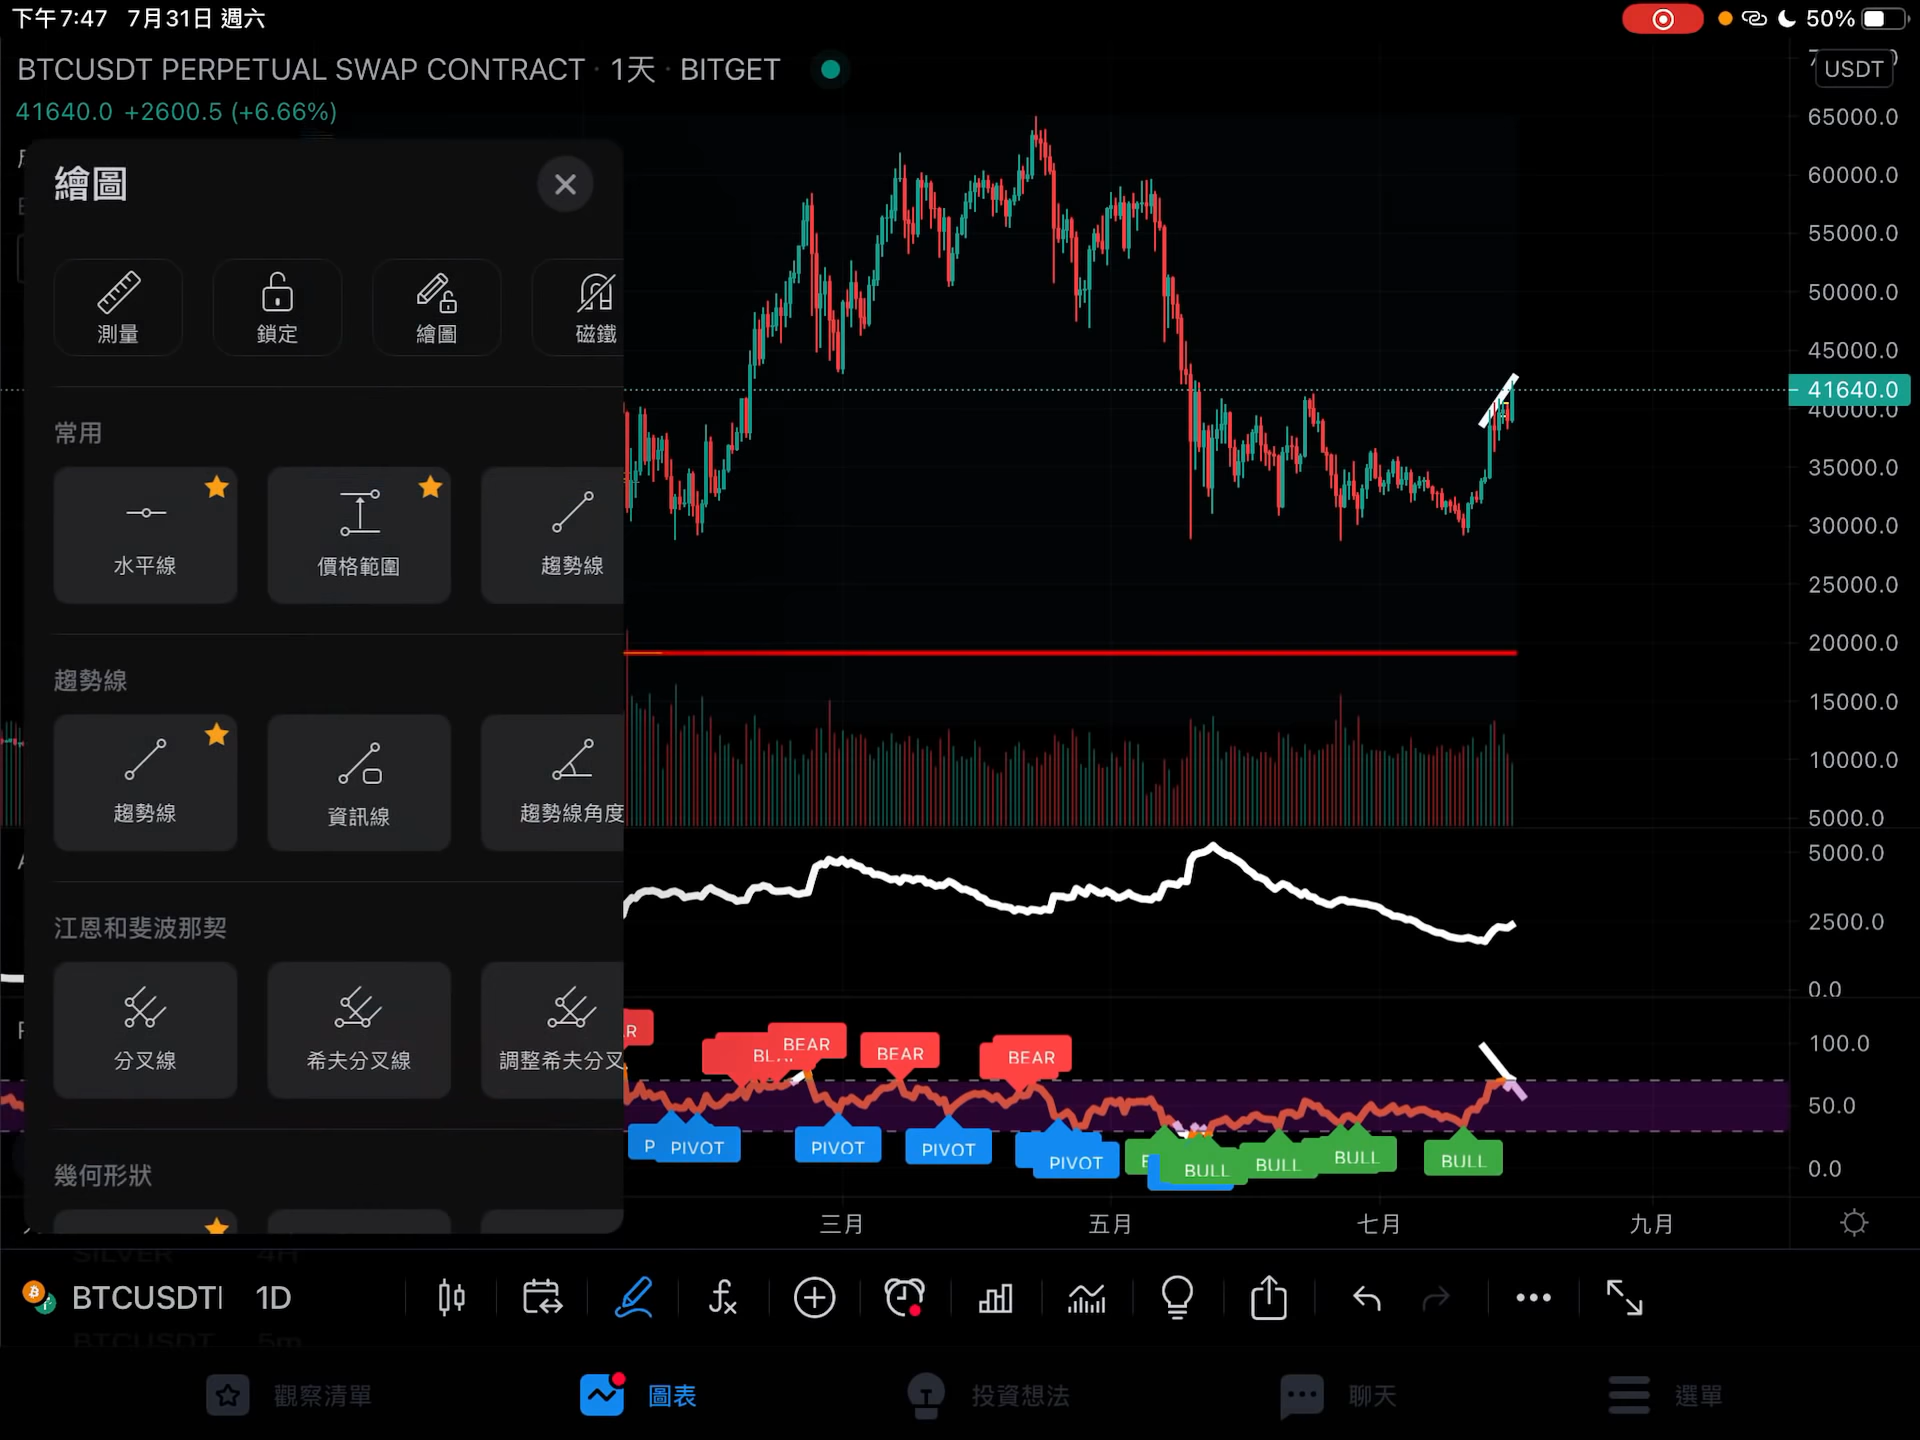 下午7:47 7月31日 週六
50%
BTCUSDT PERPETUAL SWAP CONTRACT · 1天 · BITGET
USDT
41640.0 +2600.5 (+6.66%)
65000.0
60000.0
55000.0
50000.0
45000.0
41640.0
40000.0
35000.0
30000.0
25000.0
20000.0
15000.0
10000.0
5000.0
5000.0
2500.0
0.0
100.0
50.0
0.0
繪圖
測量
鎖定
繪圖
磁鐵
常用
水平線
價格範圍
趨勢線
趨勢線
趨勢線
資訊線
趨勢線角度
江恩和斐波那契
分叉線
希夫分叉線
調整希夫分叉
幾何形狀
R
BEAR
BEAR
BEAR
P
PIVOT
PIVOT
PIVOT
PIVOT
BULL
BULL
BULL
BULL
三月
五月
七月
九月
SILVER 4H
BTCUSDTI 1D
BTCUSDT 5m
觀察清單
圖表
投資想法
聊天
選單